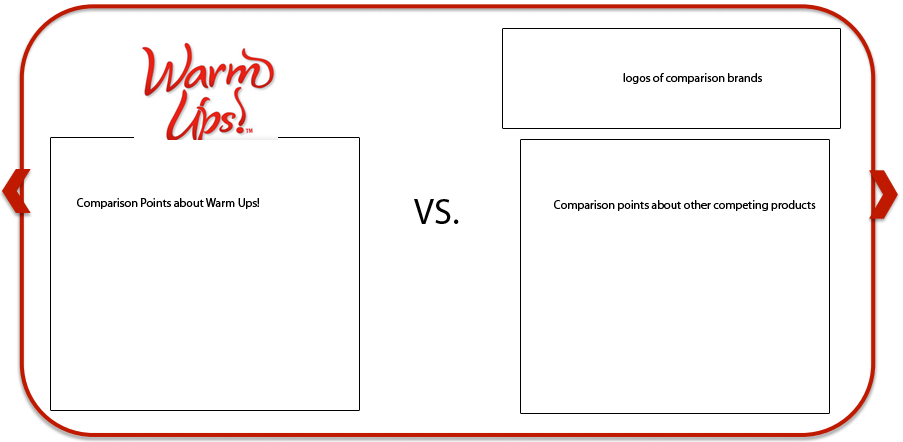 Warm
Ups!™
logos of comparison brands
Comparison Points about Warm Ups!
VS.
Comparison points about other competing products